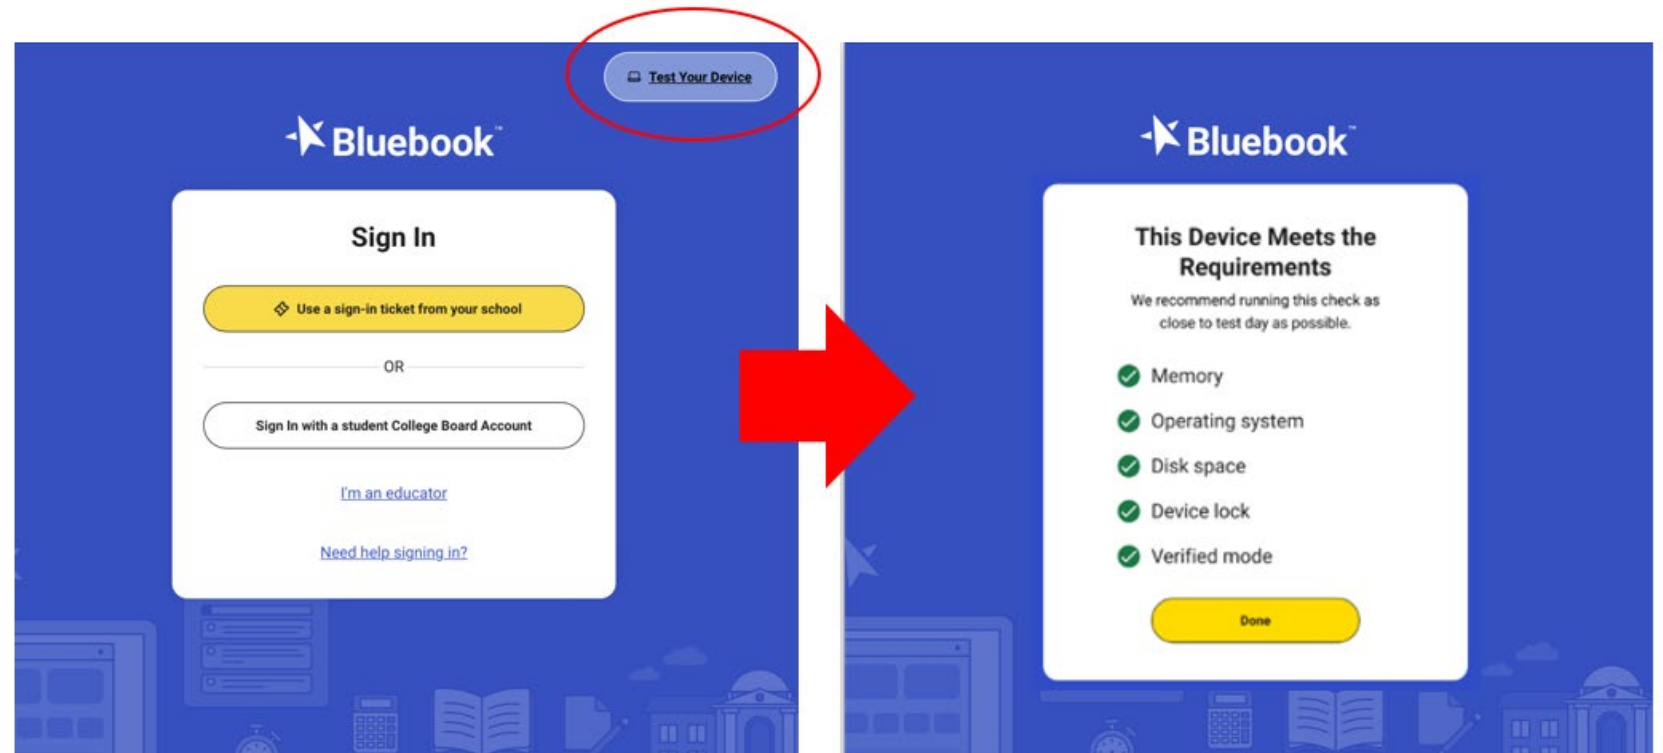 Test Your Device
Bluebook™
Sign In
Use a sign-in ticket from your school
OR
Sign In with a student College Board Account
I'm an educator
Need help signing in?
Bluebook™
This Device Meets the
Requirements
We recommend running this check as
close to test day as possible.
Memory
Operating system
Disk space
Device lock
Verified mode
Done